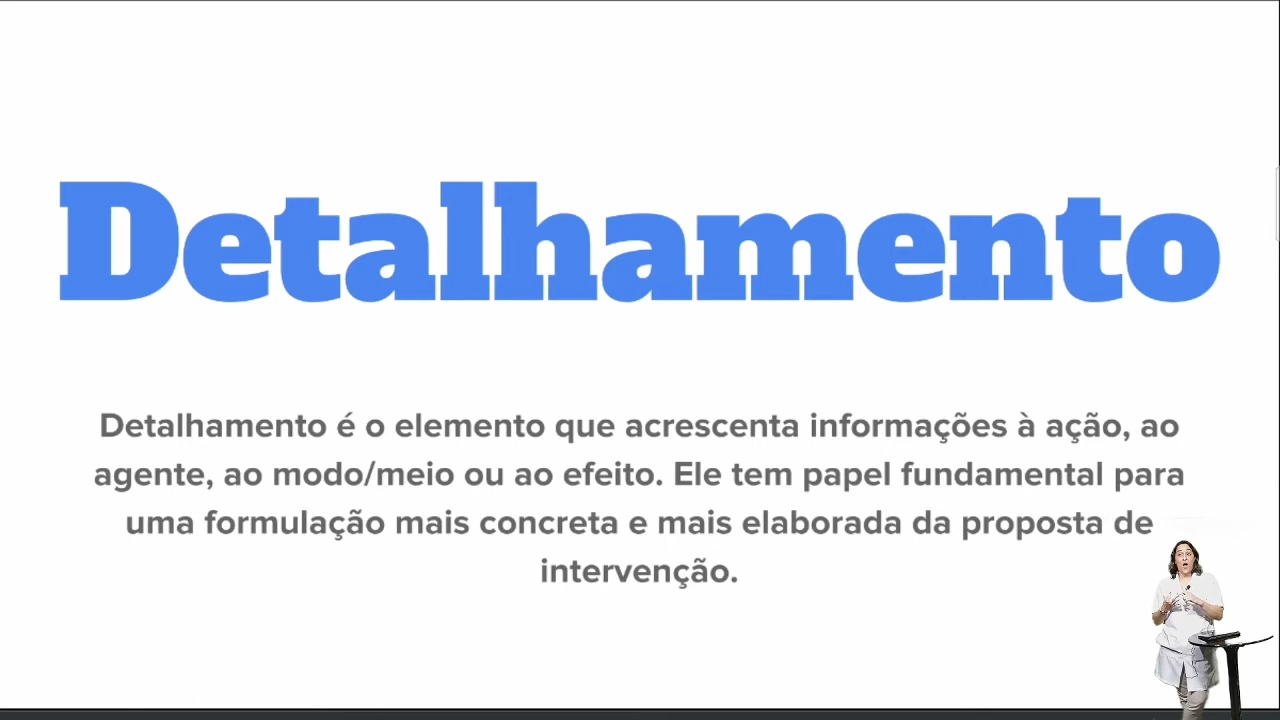 Detalhamento
Detalhamento é o elemento que acrescenta informações à ação, ao
agente, ao modo/meio ou ao efeito. Ele tem papel fundamental para
uma formulação mais concreta e mais elaborada da proposta de
intervenção.